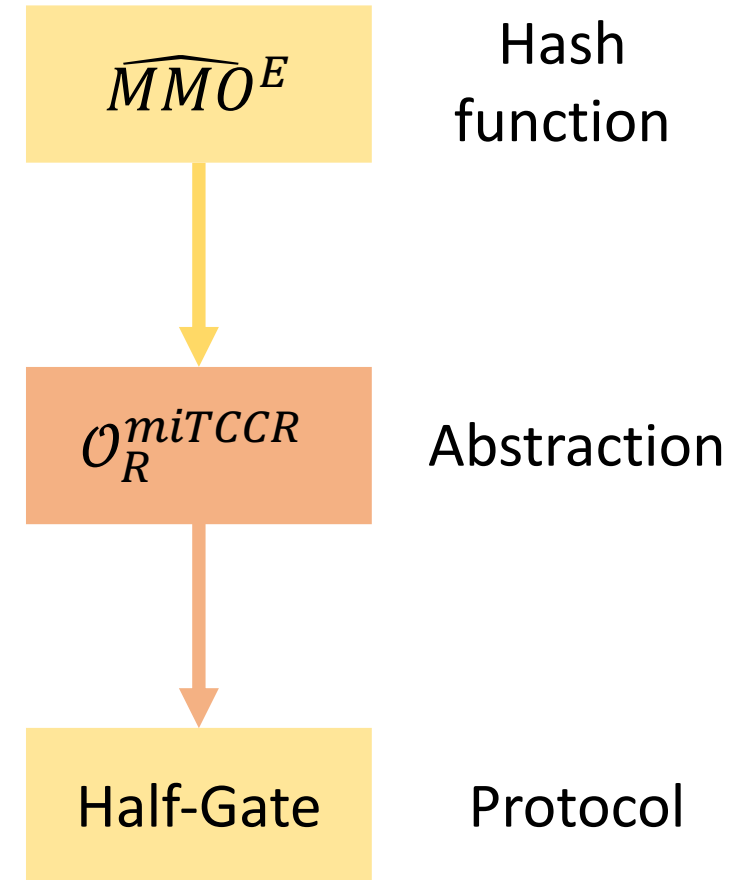 $\widehat{MMO}^E$
Hash
function
$\mathcal{O}_R^{miTCCR}$
Abstraction
Half-Gate
Protocol